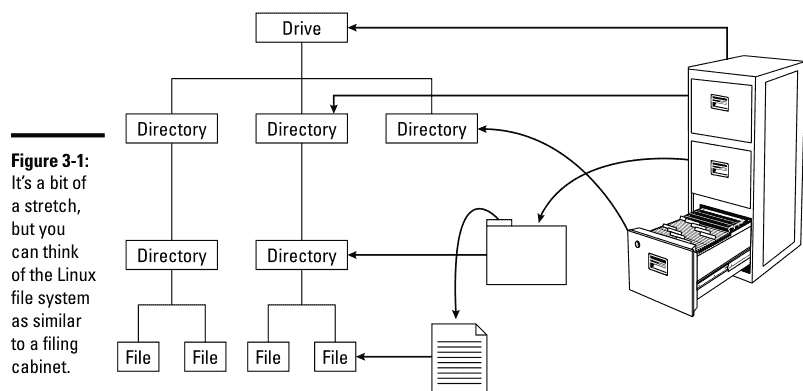 Drive
Directory Directory Directory
Figure 3-1:
It's a bit of
a stretch,
but you
can think
of the Linux
file system
as similar
to a filing
cabinet.
Directory Directory
File File File File